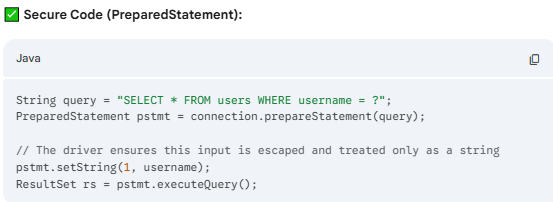 ✅ Secure Code (PreparedStatement):
Java
String query = "SELECT * FROM users WHERE username = ?";
PreparedStatement pstmt = connection.prepareStatement(query);
// The driver ensures this input is escaped and treated only as a string
pstmt.setString(1, username);
ResultSet rs = pstmt.executeQuery();